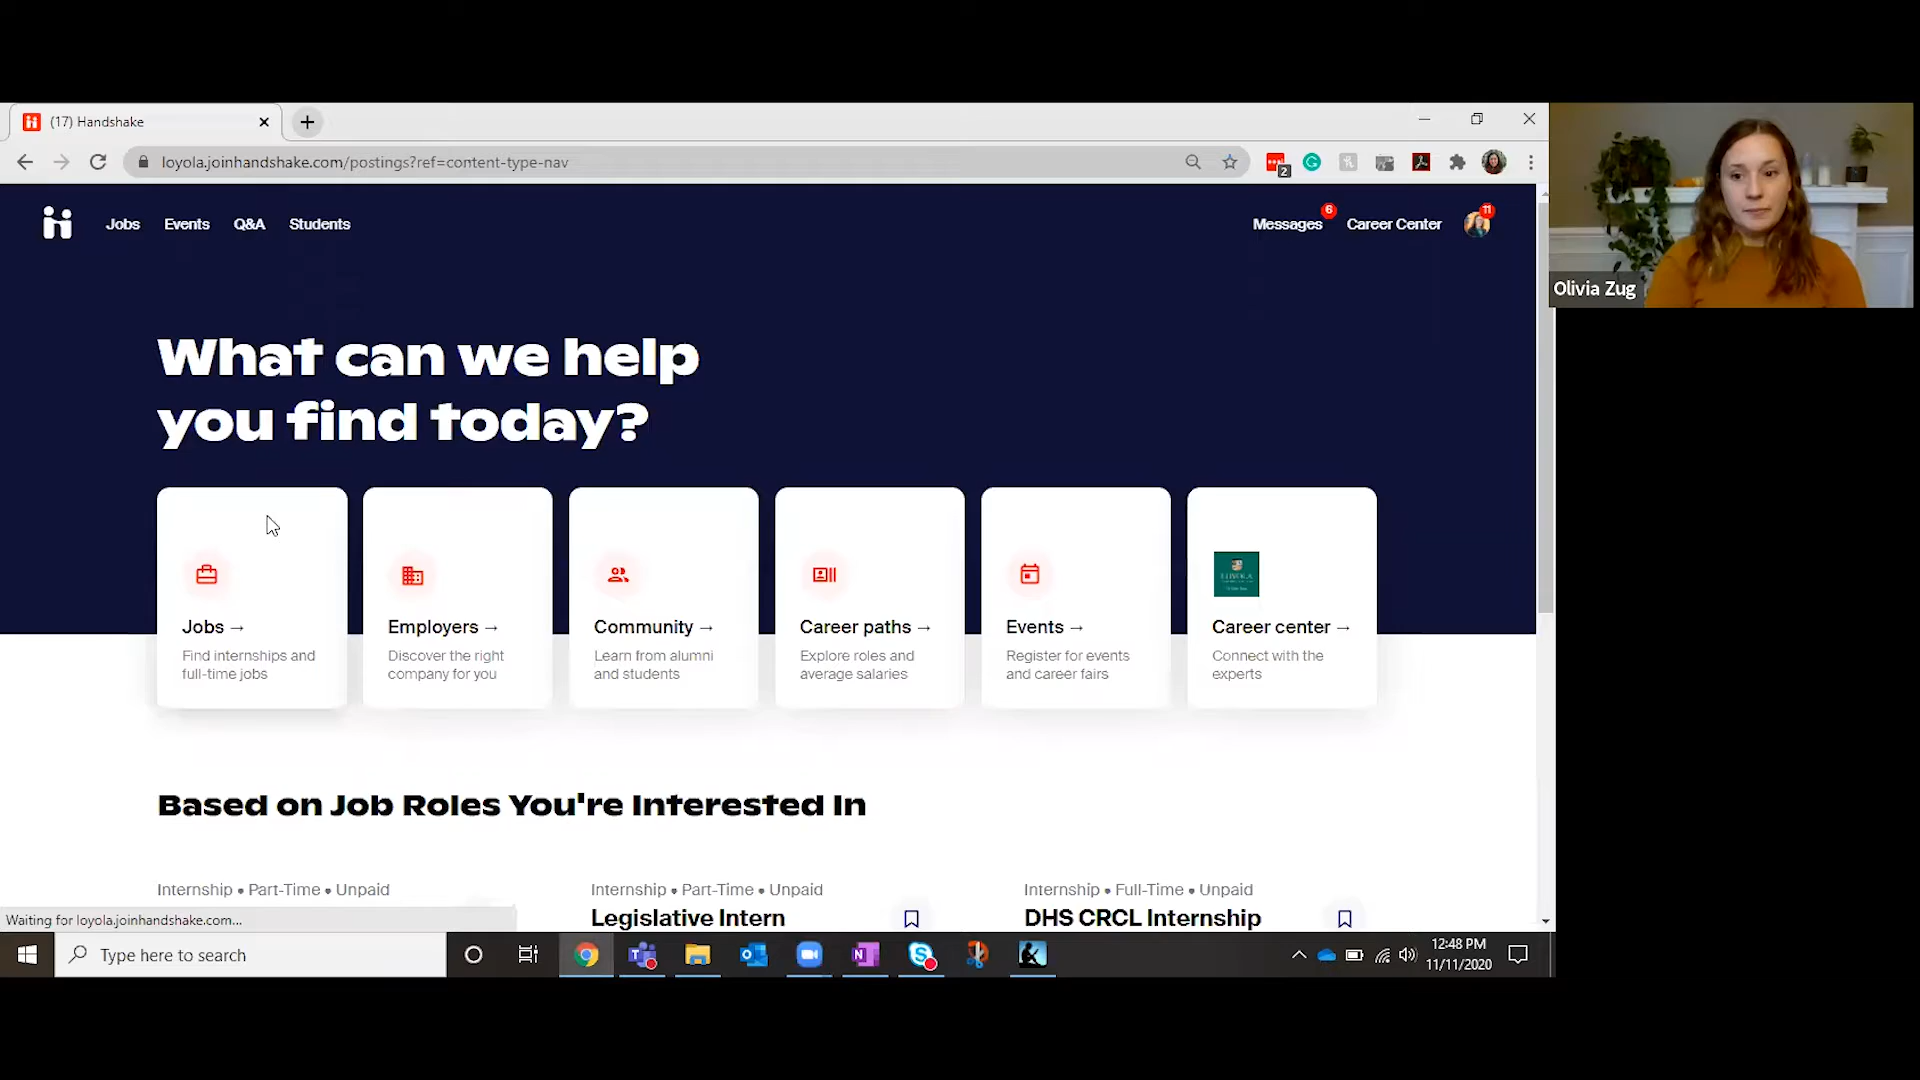 (17) Handshake
loyola.joinhandshake.com/postings?ref=content-type-nav
2
Jobs
Events
Q&A
Students
Messages
6
Career Center
11
Olivia Zug
What can we help
you find today?
Jobs →
Find internships and
full-time jobs
Employers →
Discover the right
company for you
Community →
Learn from alumni
and students
Career paths →
Explore roles and
average salaries
Events →
Register for events
and career fairs
LOYOLA
Career center →
Connect with the
experts
Based on Job Roles You're Interested In
Internship • Part-Time • Unpaid
Internship • Part-Time • Unpaid
Legislative Intern
Internship • Full-Time • Unpaid
DHS CRCL Internship
Waiting for loyola.joinhandshake.com...
Type here to search
12:48 PM
11/11/2020